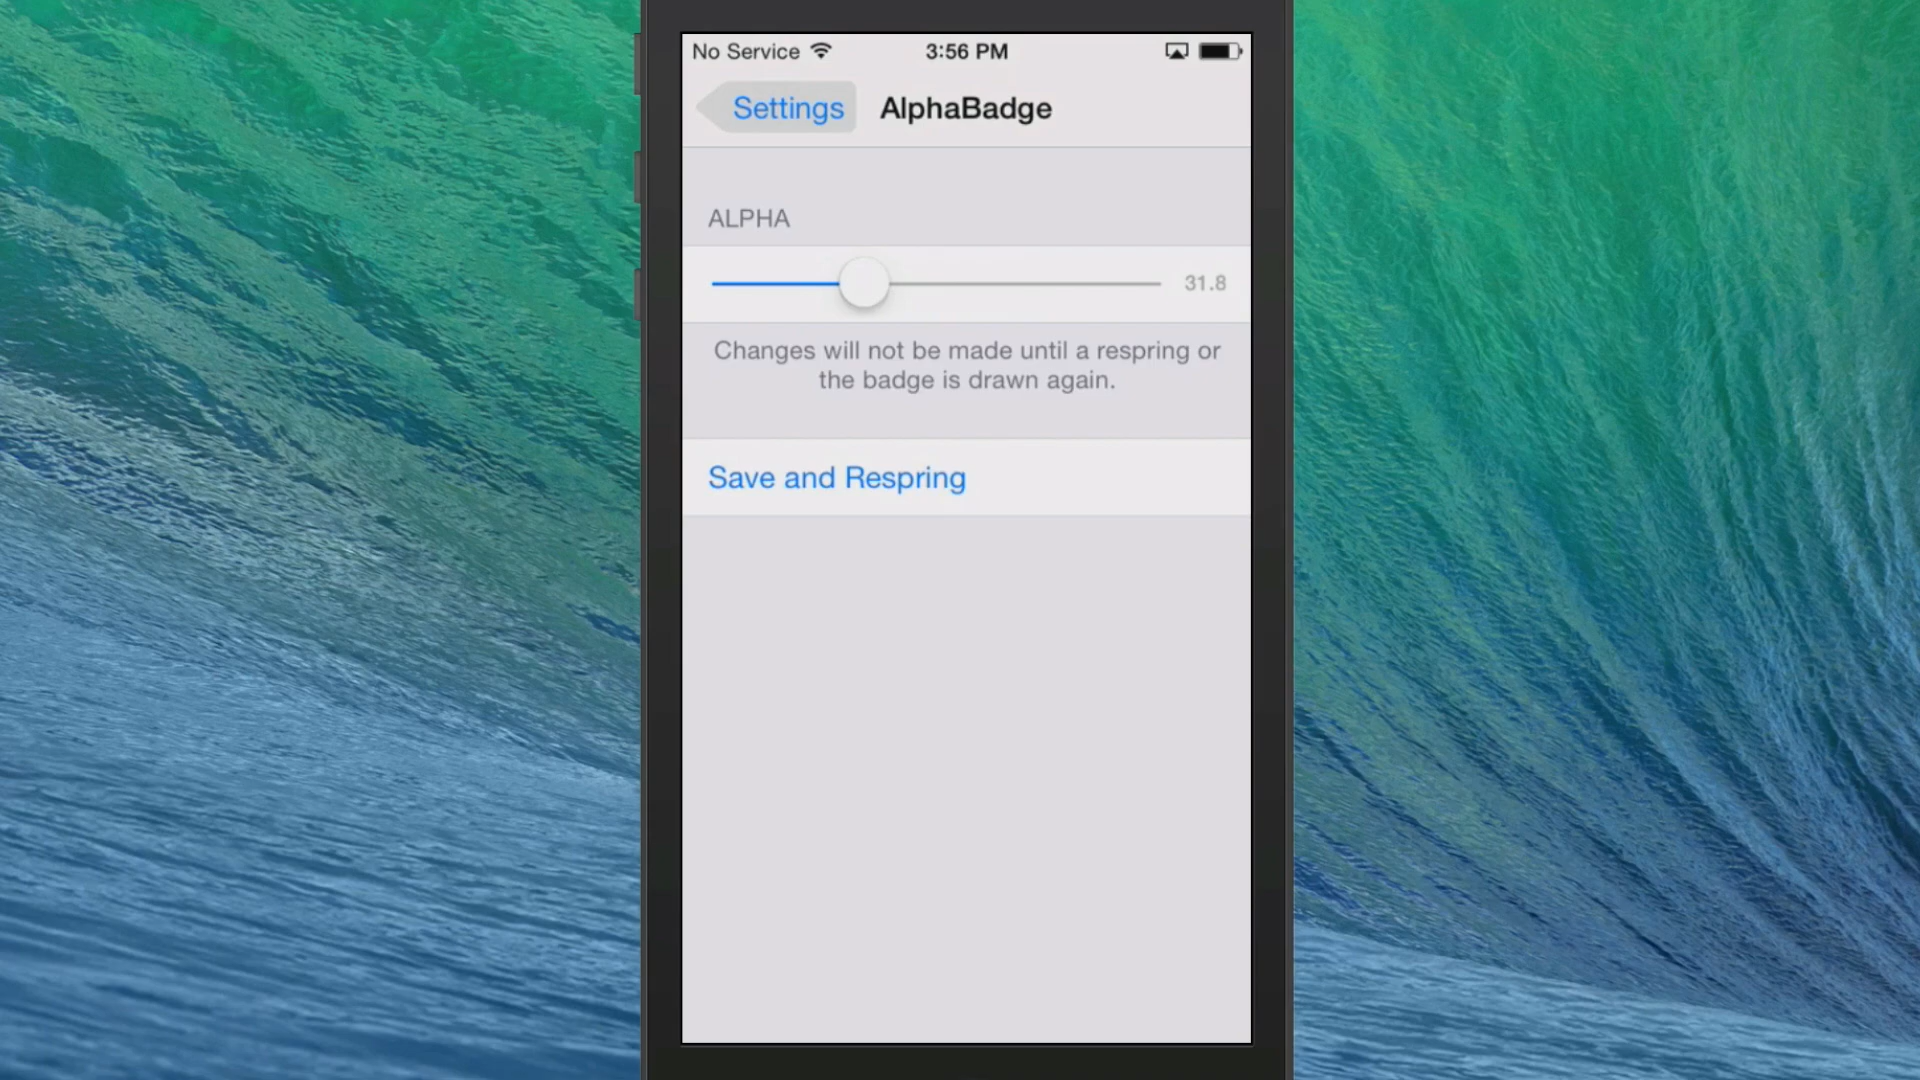 No Service
3:56 PM
Settings
AlphaBadge
ALPHA
31.8
Changes will not be made until a respring or
the badge is drawn again.
Save and Respring